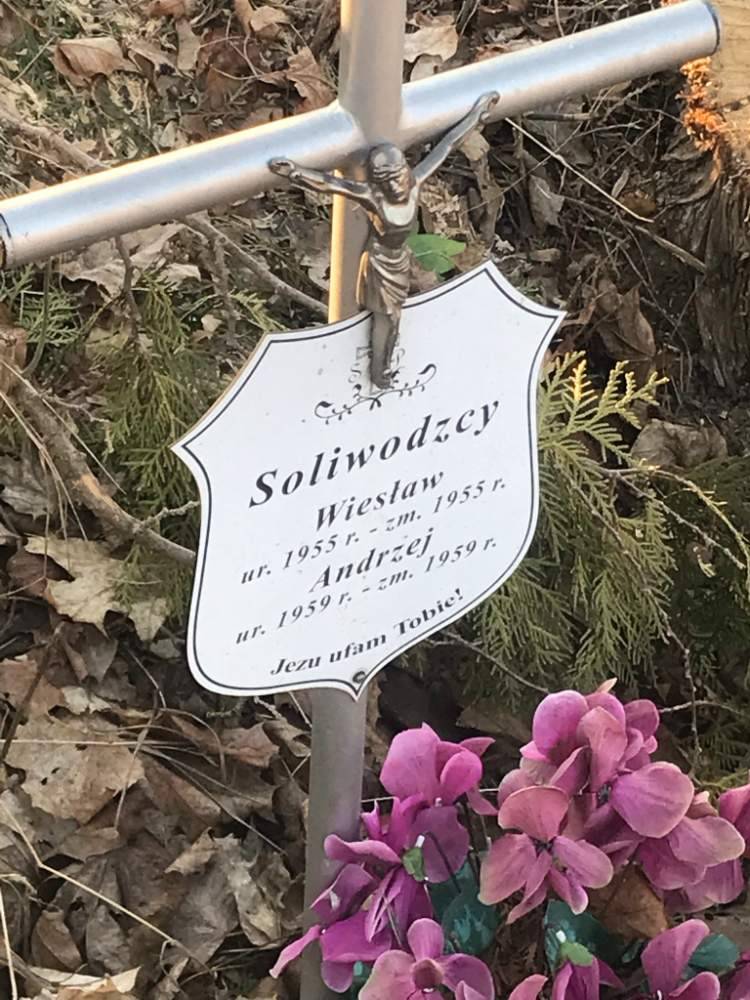 Soliwodzcy
Wiesław
ur. 1955 r. - zm. 1955 r.
Andrzej
ur. 1959 r. - zm. 1959 r.
Jezu ufam Tobie!